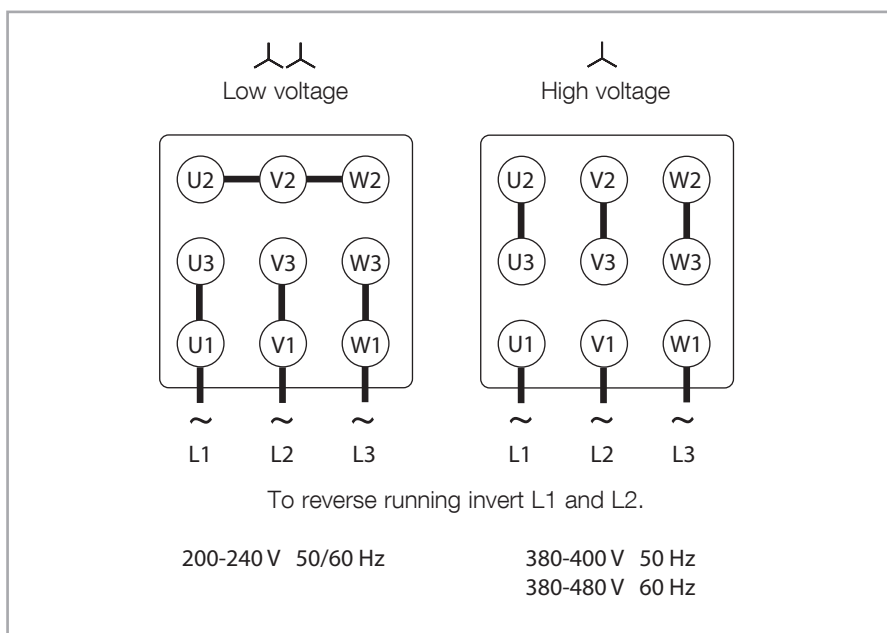 Low voltage High voltage
U2 V2 W2 U2 V2 W2
U3 V3 W3 U3 V3 W3
U1 V1 W1 U1 V1 W1
~ ~ ~ ~ ~ ~
L1 L2 L3 L1 L2 L3
To reverse running invert L1 and L2.
200-240 V 50/60 Hz 380-400 V 50 Hz
380-480 V 60 Hz